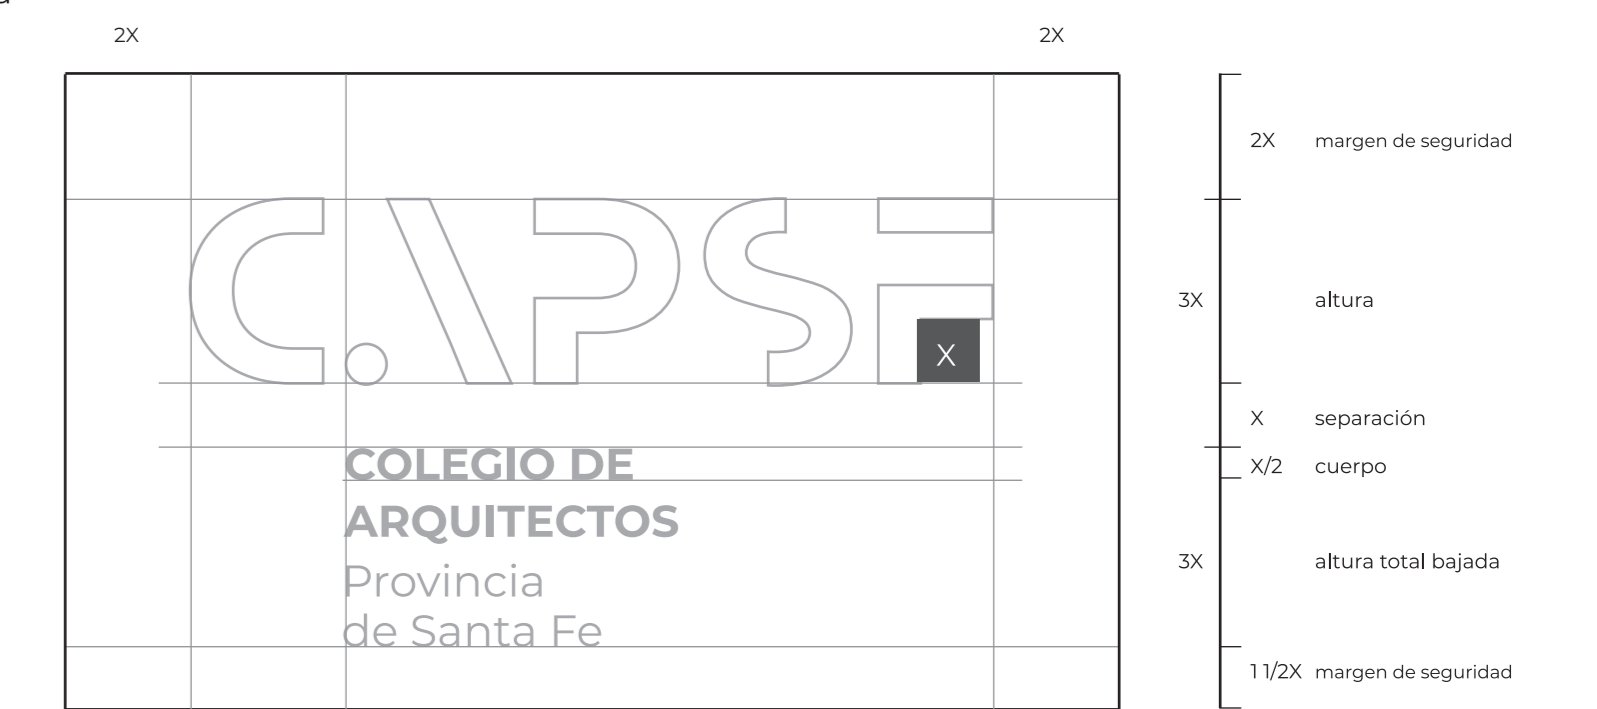 2X 2X
2X margen de seguridad
C.APSF
3X altura
X
X separación
COLEGIO DE
X/2 cuerpo
ARQUITECTOS
3X altura total bajada
Provincia
de Santa Fe
1 1/2X margen de seguridad